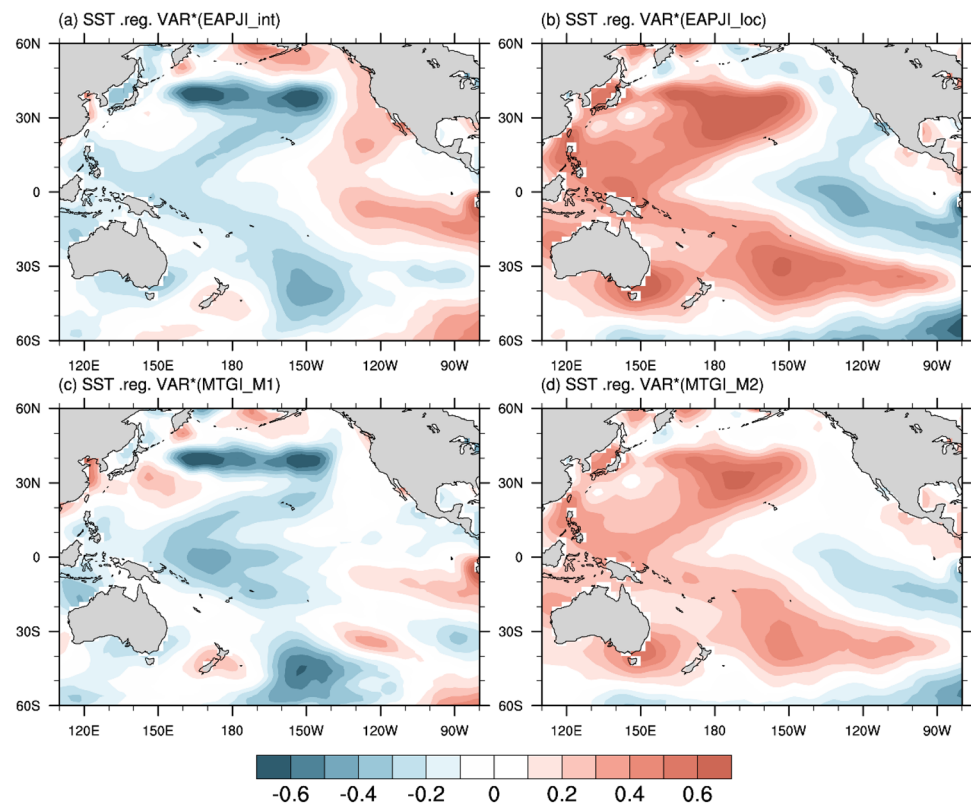 (a) SST .reg. VAR*(EAPJI_int)
(b) SST .reg. VAR*(EAPJI_loc)
60N
30N
0
30S
60S
120E 150E 180 150W 120W 90W
60N
30N
0
30S
60S
120E 150E 180 150W 120W 90W
(c) SST .reg. VAR*(MTGI_M1)
(d) SST .reg. VAR*(MTGI_M2)
60N
30N
0
30S
60S
120E 150E 180 150W 120W 90W
60N
30N
0
30S
60S
120E 150E 180 150W 120W 90W
-0.6 -0.4 -0.2 0 0.2 0.4 0.6